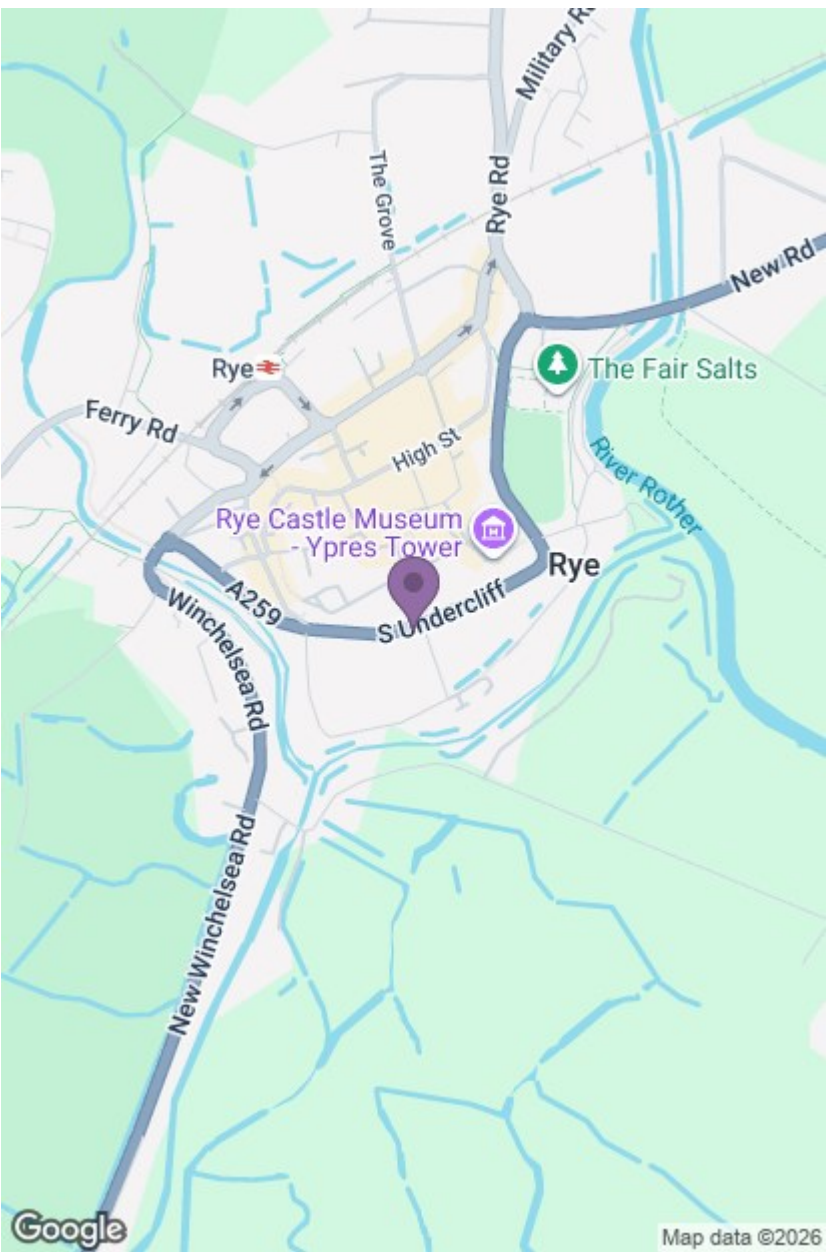 Military Rd
The Grove
Rye Rd
New Rd
Rye
The Fair Salts
Ferry Rd
High St
River Rother
Rye Castle Museum
- Ypres Tower
Rye
A259
S Undercliff
Winchelsea Rd
New Winchelsea Rd
Google
Map data ©2026